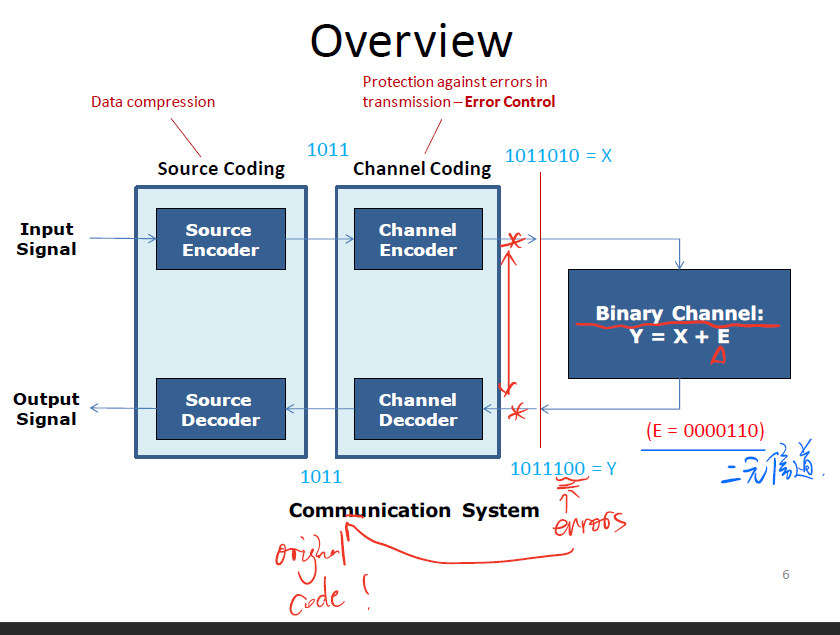 Overview
Data compression
Protection against errors in
transmission – Error Control
Source Coding
1011
Channel Coding
1011010 = X
Input
Signal
Source
Encoder
Channel
Encoder
Binary Channel:
Y = X + E
Output
Signal
Source
Decoder
Channel
Decoder
(E = 0000110)
二元信道.
1011
1011100 = Y
Communication System
errors
original
code !
6